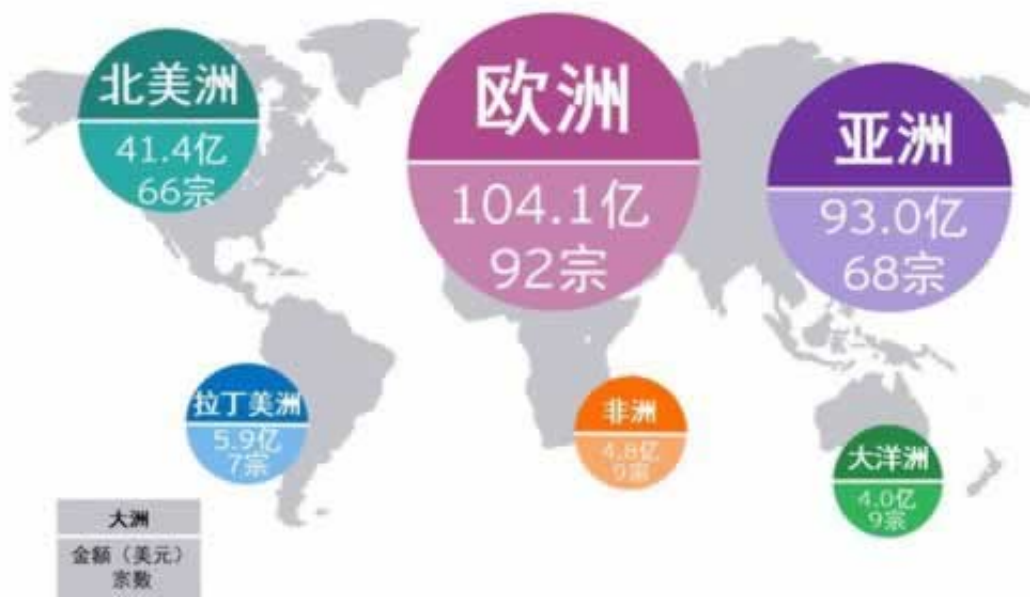 北美洲
41.4亿
66宗
欧洲
104.1亿
92宗
亚洲
93.0亿
68宗
拉丁美洲
5.9亿
7宗
非洲
4.8亿
9宗
大洋洲
4.0亿
9宗
大洲
金额（美元）
宗数